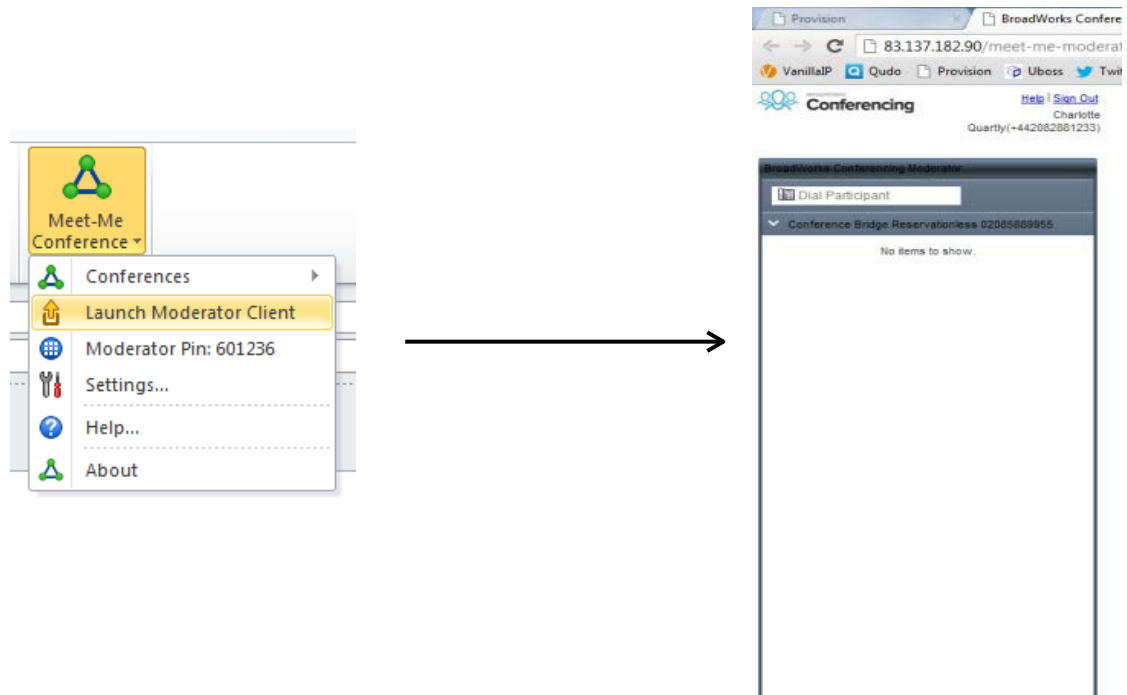 Meet-Me
Conference
Conferences
Launch Moderator Client
Moderator Pin: 601236
Settings...
Help...
About
Provision
BroadWorks Confere
83.137.182.90/meet-me-moderat
VanillaIP Qudo Provision Uboss Twit
Conferencing
Help | Sign Out
Charlotte
Quartly(+442082881233)
BroadWorks Conferencing Moderator
Dial Participant
Conference Bridge Reservationless 02085889955
No items to show.